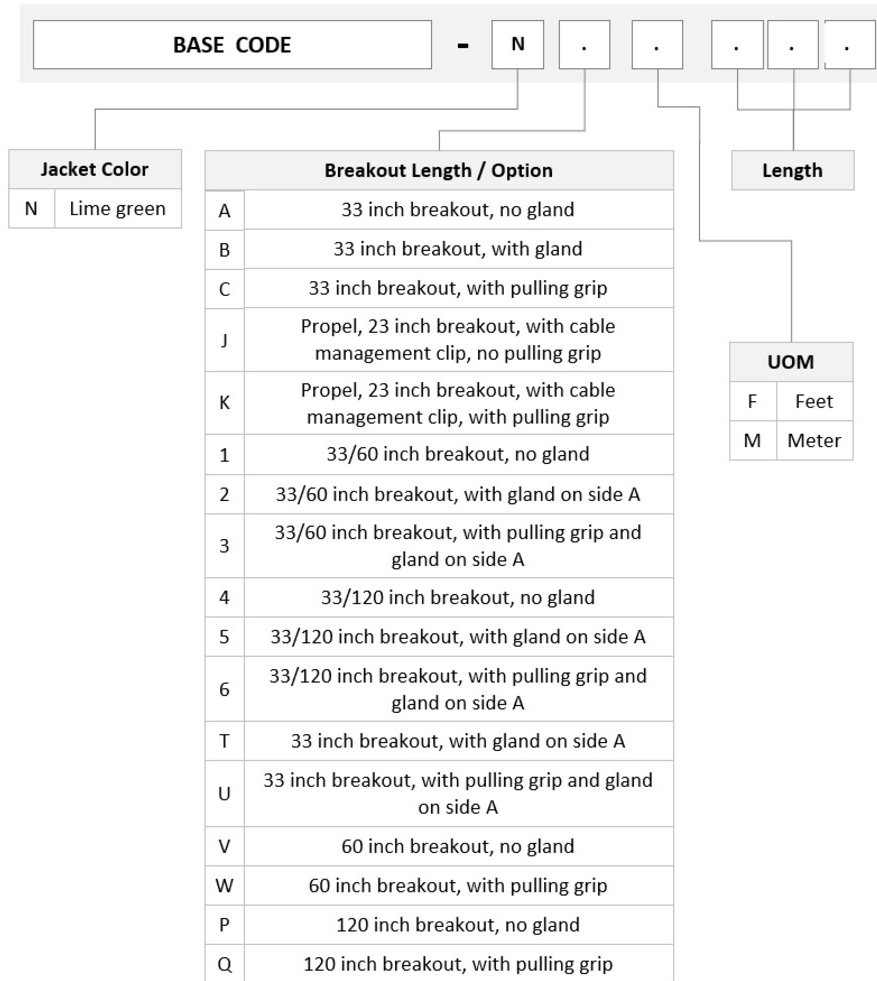 BASE CODE - N . . . . .
Jacket Color
N Lime green
Breakout Length / Option
A 33 inch breakout, no gland
B 33 inch breakout, with gland
C 33 inch breakout, with pulling grip
J Propel, 23 inch breakout, with cable
management clip, no pulling grip
K Propel, 23 inch breakout, with cable
management clip, with pulling grip
1 33/60 inch breakout, no gland
2 33/60 inch breakout, with gland on side A
3 33/60 inch breakout, with pulling grip and
gland on side A
4 33/120 inch breakout, no gland
5 33/120 inch breakout, with gland on side A
6 33/120 inch breakout, with pulling grip and
gland on side A
T 33 inch breakout, with gland on side A
U 33 inch breakout, with pulling grip and gland
on side A
V 60 inch breakout, no gland
W 60 inch breakout, with pulling grip
P 120 inch breakout, no gland
Q 120 inch breakout, with pulling grip
Length
UOM
F Feet
M Meter